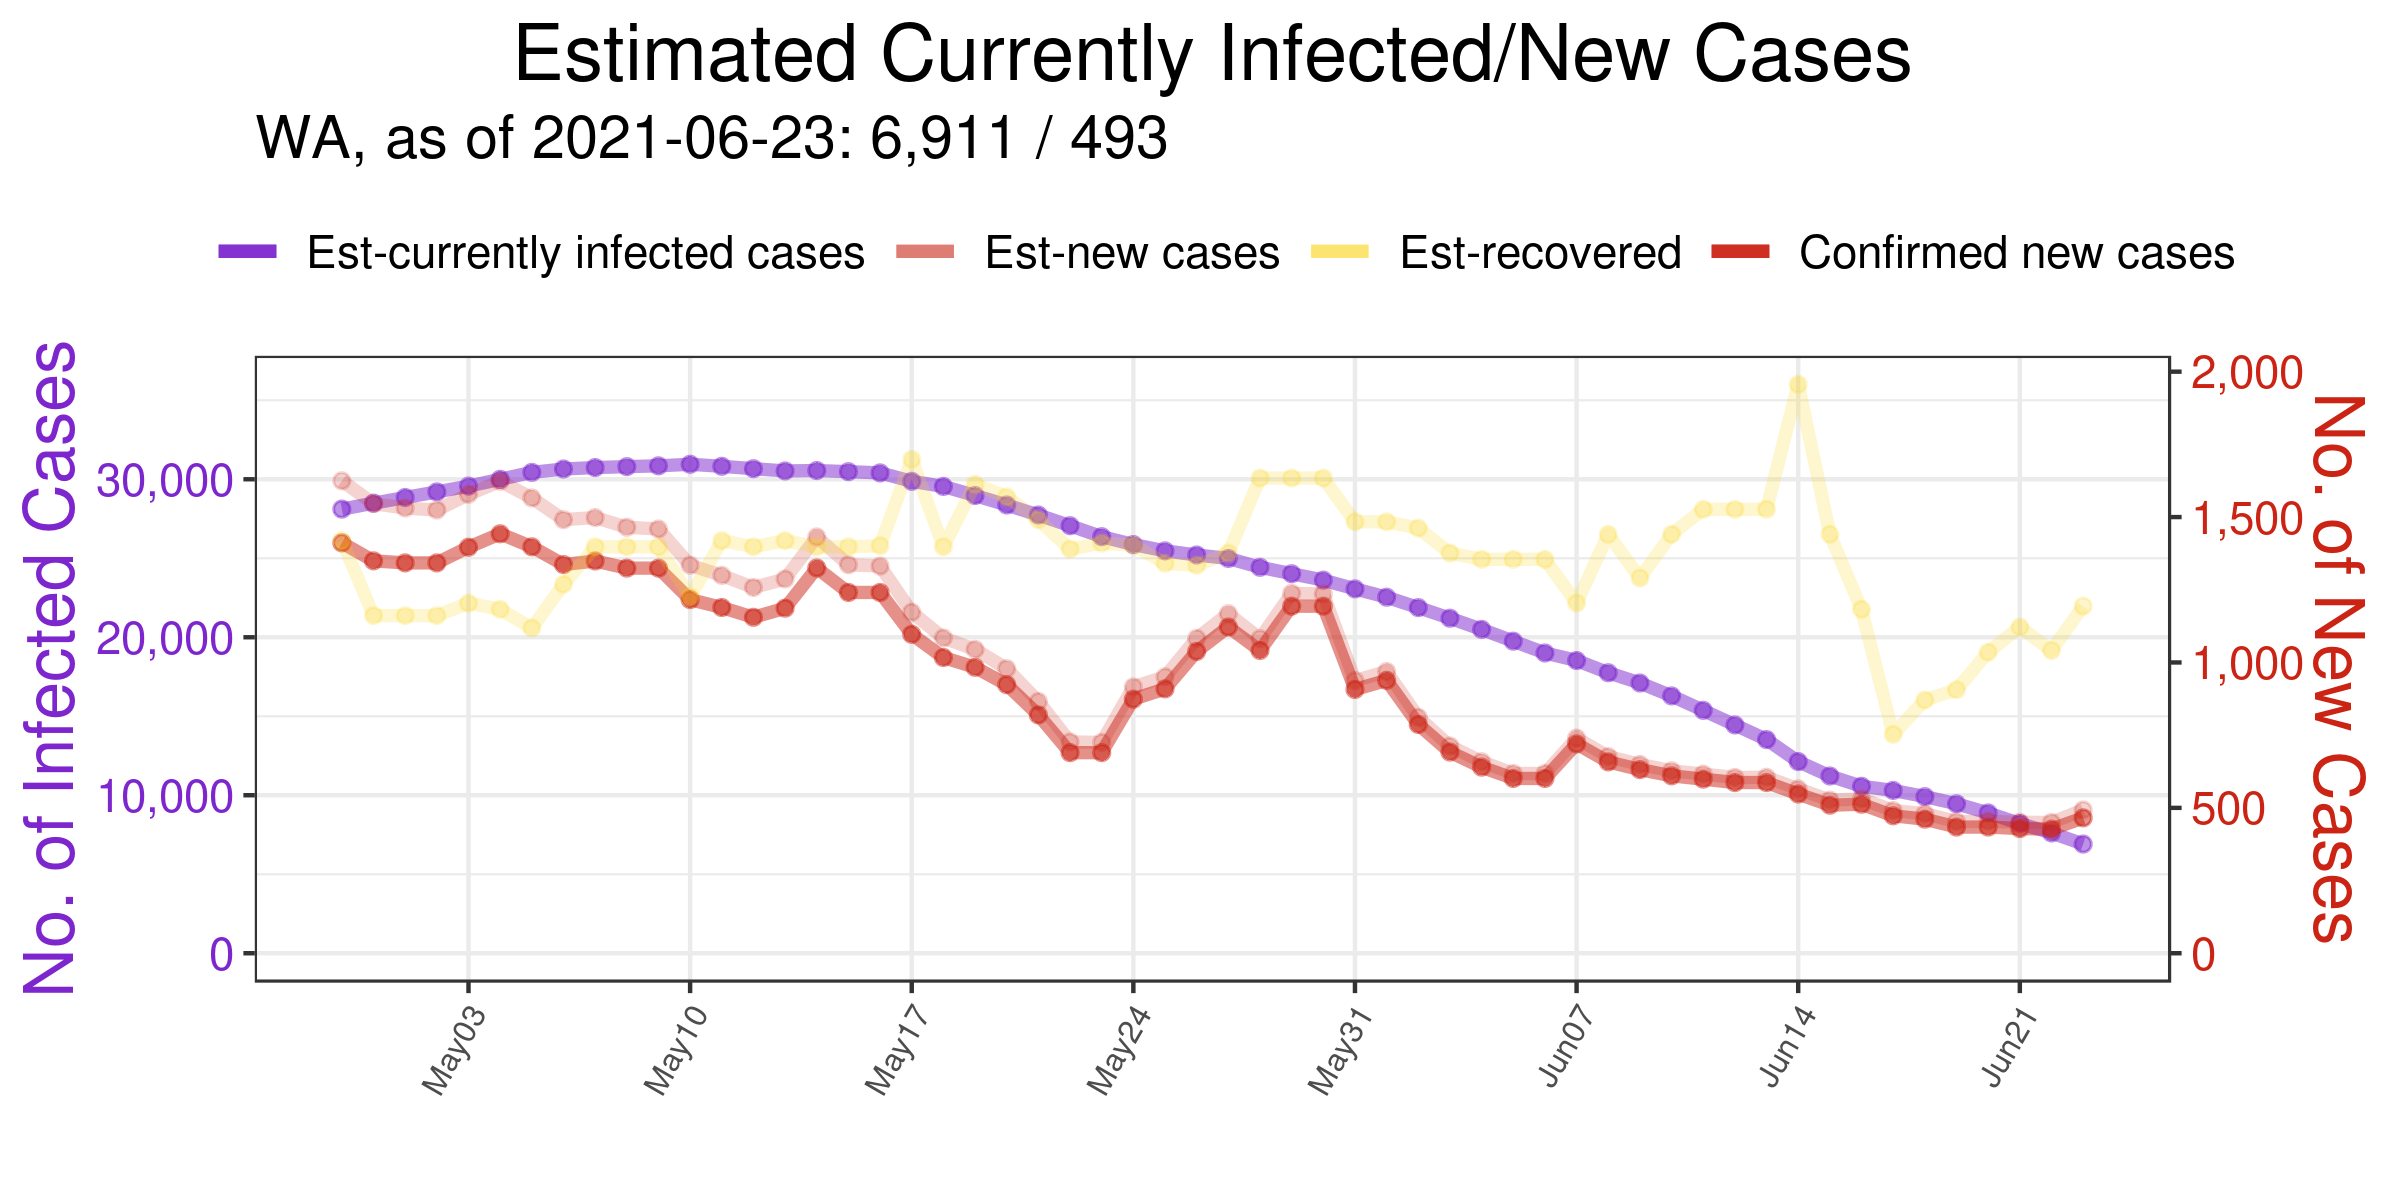 Estimated Currently Infected/New Cases
WA, as of 2021-06-23: 6,911 / 493
Est-currently infected cases Est-new cases Est-recovered Confirmed new cases
No. of Infected Cases
30,000
20,000
10,000
0
2,000
1,500
1,000
500
0
No. of New Cases
May03 May10 May17 May24 May31 Jun07 Jun14 Jun21